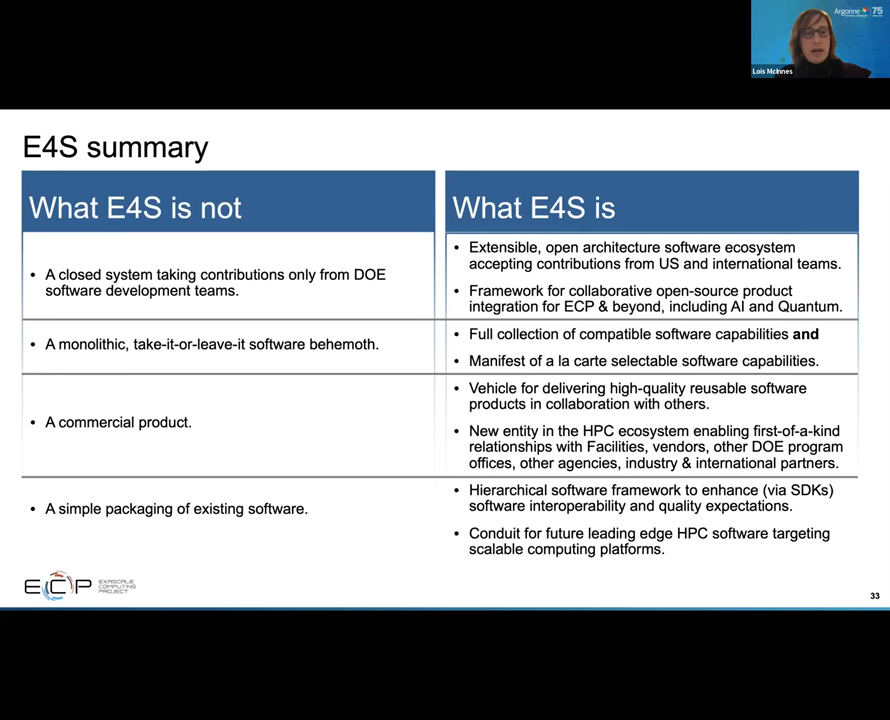 Argonne 75
Lois McInnes
E4S summary
What E4S is not
What E4S is
• A closed system taking contributions only from DOE
software development teams.
• Extensible, open architecture software ecosystem
accepting contributions from US and international teams.
• Framework for collaborative open-source product
integration for ECP & beyond, including AI and Quantum.
• A monolithic, take-it-or-leave-it software behemoth.
• Full collection of compatible software capabilities and
• Manifest of a la carte selectable software capabilities.
• A commercial product.
• Vehicle for delivering high-quality reusable software
products in collaboration with others.
• New entity in the HPC ecosystem enabling first-of-a-kind
relationships with Facilities, vendors, other DOE program
offices, other agencies, industry & international partners.
• A simple packaging of existing software.
• Hierarchical software framework to enhance (via SDKs)
software interoperability and quality expectations.
• Conduit for future leading edge HPC software targeting
scalable computing platforms.
ECP
EXASCALE
COMPUTING
PROJECT
33